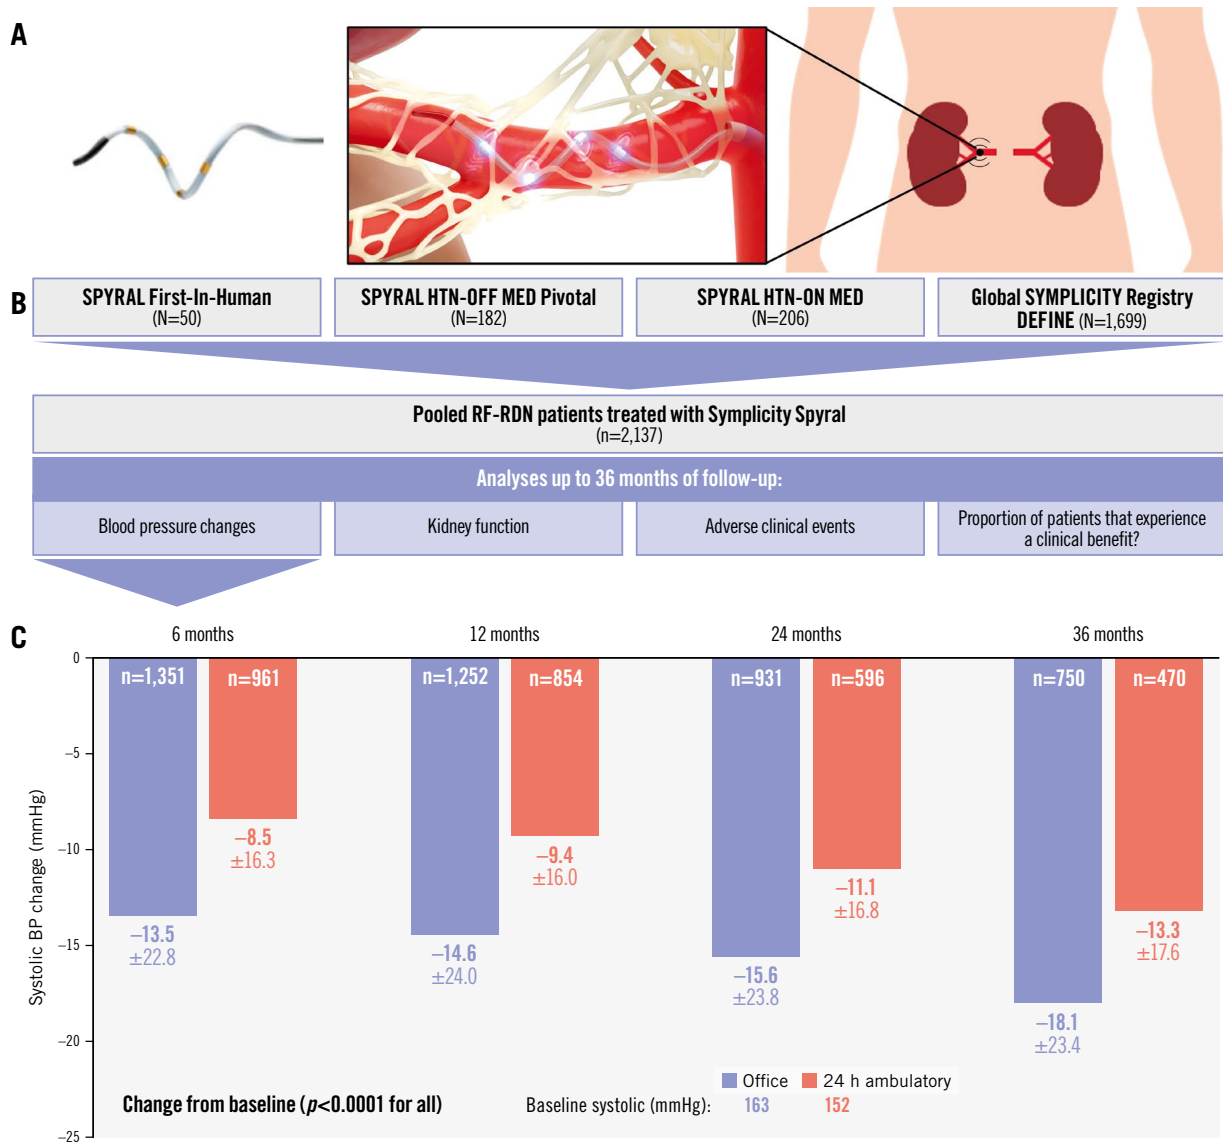 A
B
SPYRAL First-In-Human
(N=50)
SPYRAL HTN-OFF MED Pivotal
(N=182)
SPYRAL HTN-ON MED
(N=206)
Global SYMPLICITY Registry
DEFINE (N=1,699)
Pooled RF-RDN patients treated with Symplicity Spyral
(n=2,137)
Analyses up to 36 months of follow-up:
Blood pressure changes
Kidney function
Adverse clinical events
Proportion of patients that experience
a clinical benefit?
C
6 months
12 months
24 months
36 months
Systolic BP change (mmHg)
0
–5
–10
–15
–20
–25
n=1,351
–13.5
±22.8
n=961
–8.5
±16.3
n=1,252
–14.6
±24.0
n=854
–9.4
±16.0
n=931
–15.6
±23.8
n=596
–11.1
±16.8
n=750
–18.1
±23.4
n=470
–13.3
±17.6
Office
24 h ambulatory
Change from baseline (p<0.0001 for all)
Baseline systolic (mmHg): 163 152